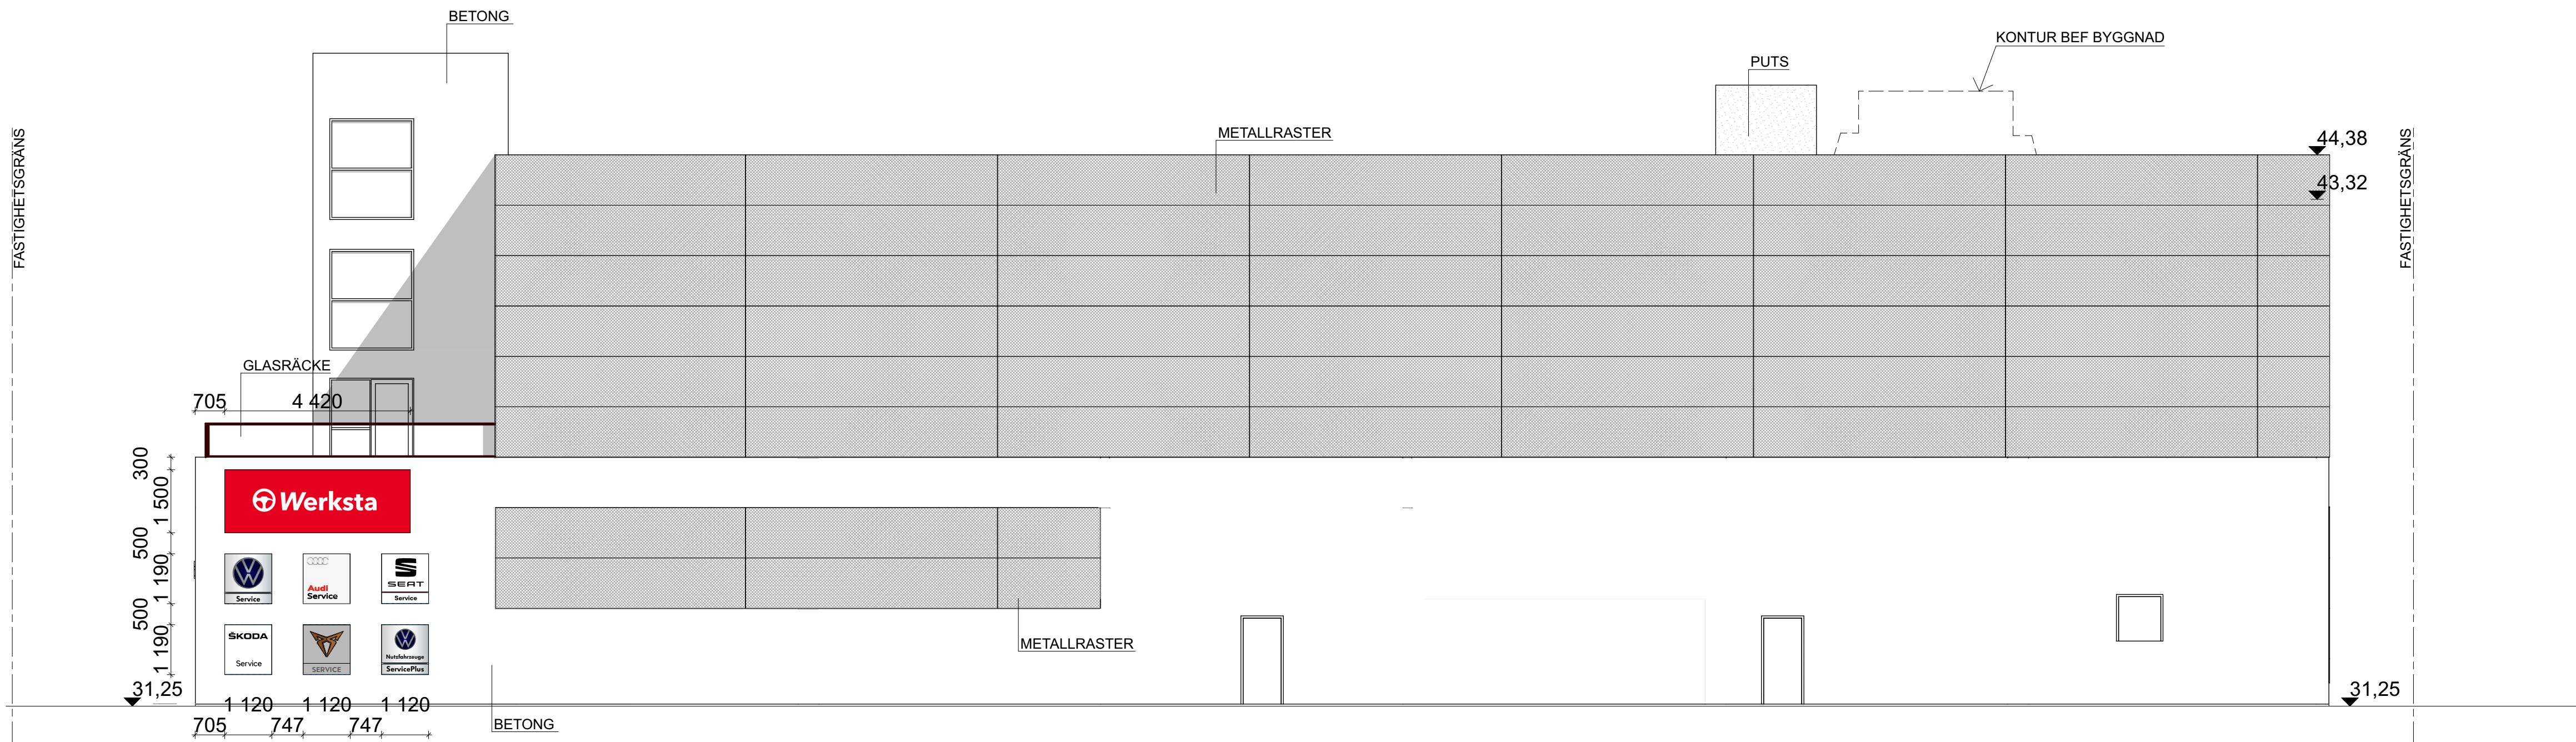 BETONG
KONTUR BEF BYGGNAD
PUTS
METALLRASTER
44,38
43,32
FASTIGHETSGRÄNS
FASTIGHETSGRÄNS
GLASRÄCKE
705
4 420
300
1 500
500
1 190
500
1 190
Werksta
Service
Audi
Service
SEAT
Service
ŠKODA
Service
SERVICE
Nutzfahrzeuge
ServicePlus
METALLRASTER
31,25
31,25
1 120
1 120
1 120
705
747
747
BETONG